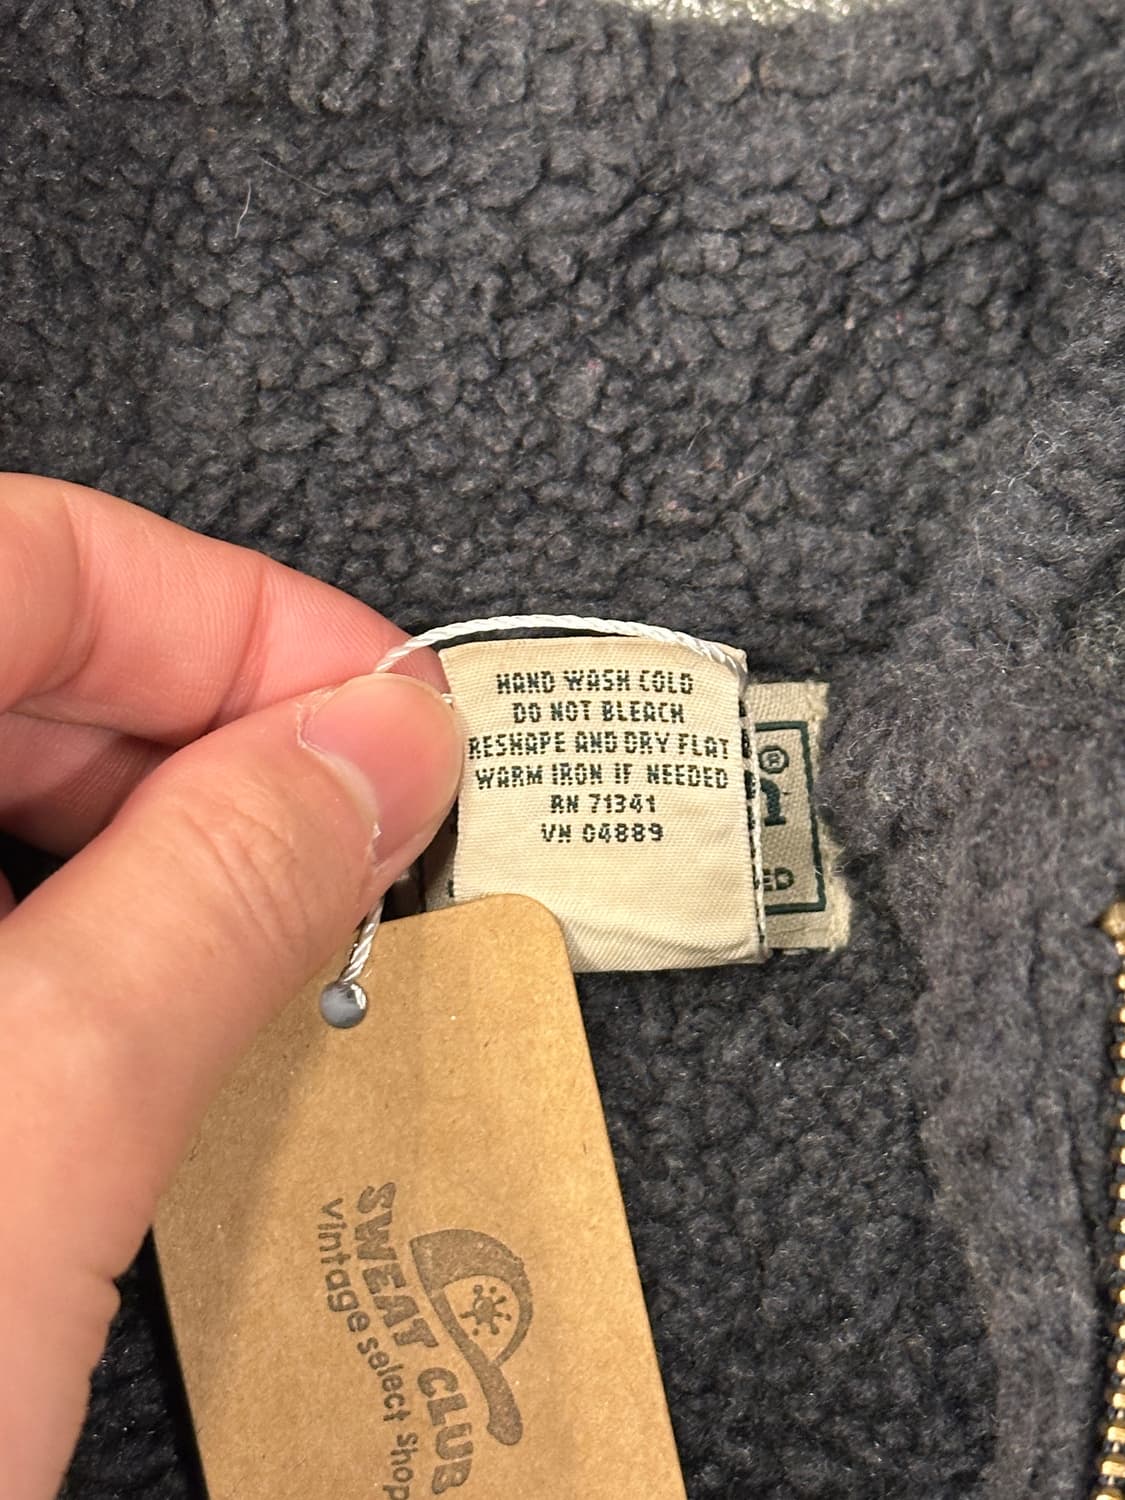 HAND WASH COLD
DO NOT BLEACH
RESHAPE AND DRY FLAT
WARM IRON IF NEEDED
RN 71341
VN 04889
®
ED
SWEAT CLUB
vintage select shop